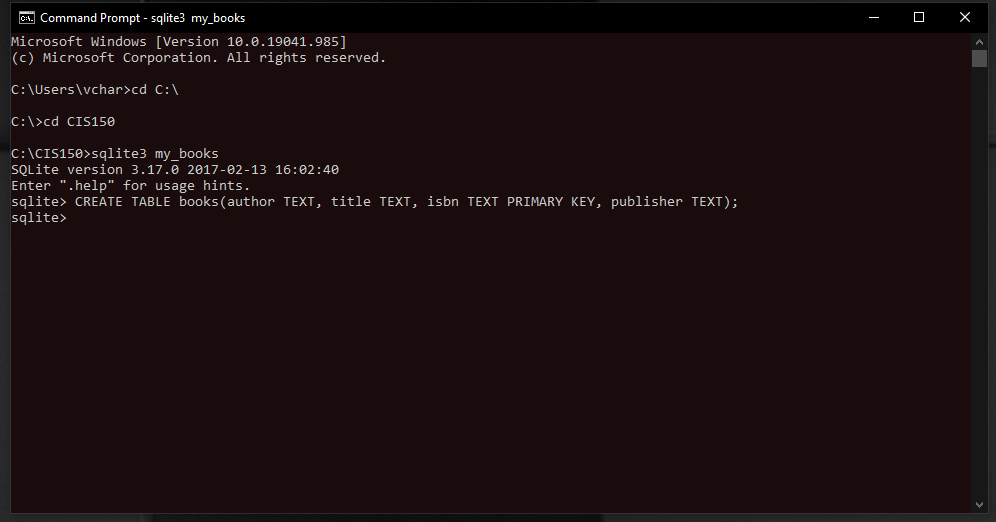 Command Prompt - sqlite3 my_books
Microsoft Windows [Version 10.0.19041.985]
(c) Microsoft Corporation. All rights reserved.
C:\Users\vchar>cd C:\
C:\>cd CIS150
C:\CIS150>sqlite3 my_books
SQLite version 3.17.0 2017-02-13 16:02:40
Enter ".help" for usage hints.
sqlite> CREATE TABLE books(author TEXT, title TEXT, isbn TEXT PRIMARY KEY, publisher TEXT);
sqlite>